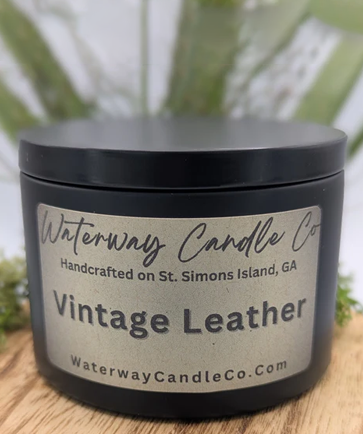 Waterway Candle Co
Handcrafted on St. Simons Island, GA
Vintage Leather
WaterwayCandleCo.Com